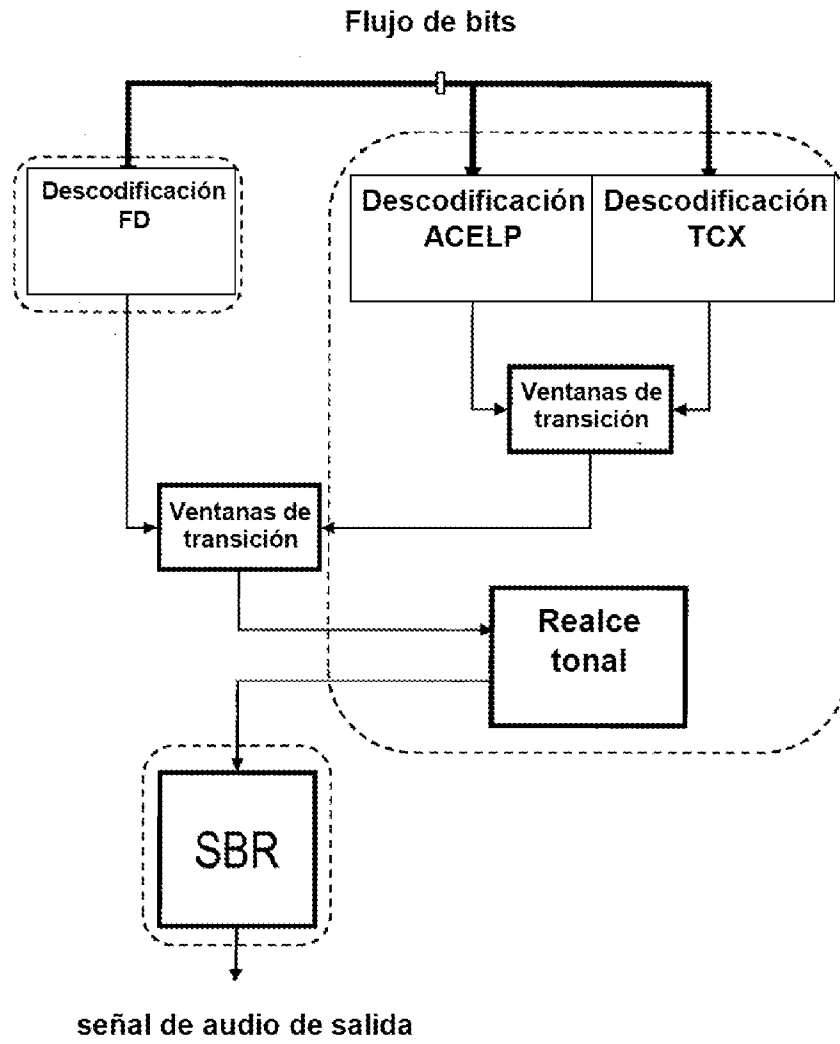 Flujo de bits
Descodificación
FD
Descodificación
ACELP
Descodificación
TCX
Ventanas de
transición
Ventanas de
transición
Realce
tonal
SBR
señal de audio de salida